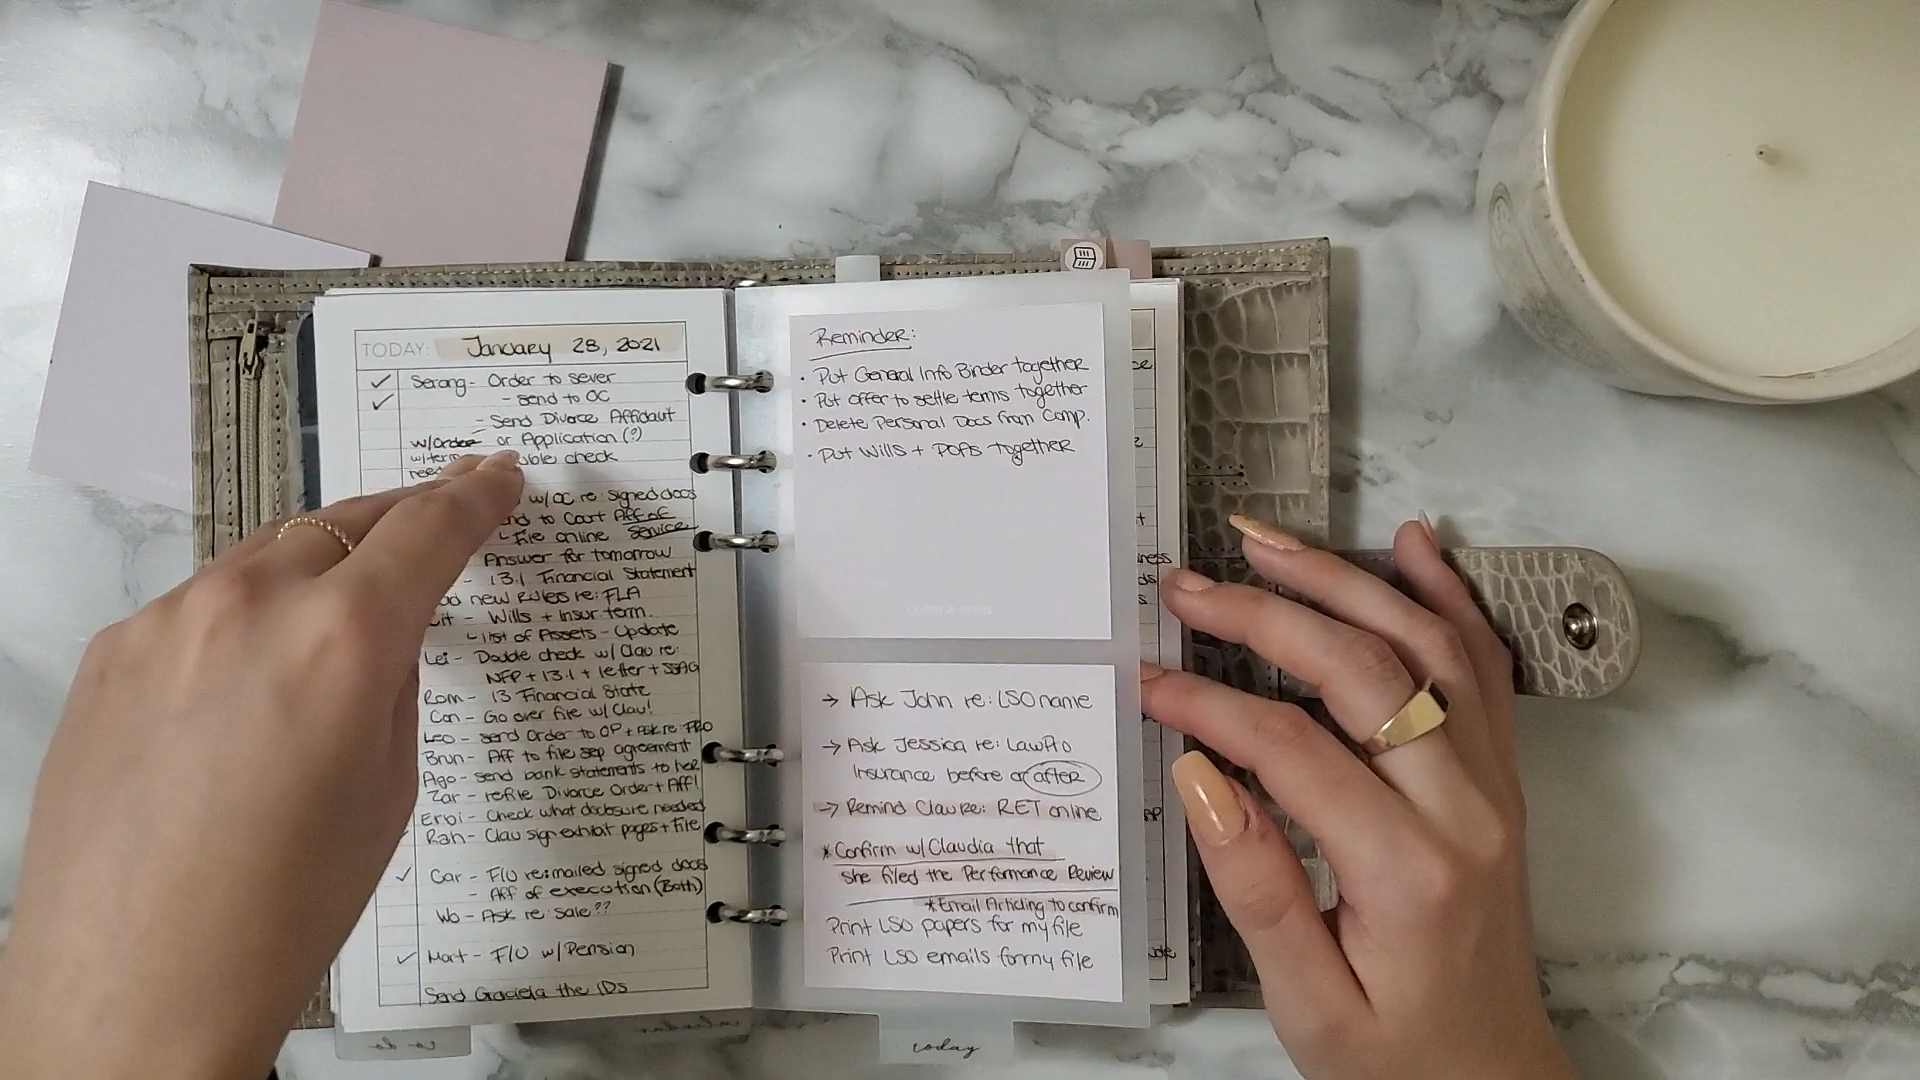 TODAY: January 28, 2021
Serang - Order to sever
- send to OC
- Send Divorce Affidavit
w/order or Application (?)
double check
w/ OC re: signed docs
to Court Aff of
Service
↳ File online
Answer for tomorrow
- 13.1 Financial Statement
new Rules re: FLA
- Wills + Insur term.
↳ list of Assets - Update
Lei - Double check w/ Clau re:
NFP + 13.1 + letter + SSAG
Rom - 13 Financial State
Con - Go over file w/ Clau!
Leo - send Order to OP + Ask re: FRO
Brun - Aff to file sep agreement
Ago - send bank statements to her
Zar - refile Divorce Order + Aff!
Erbi - Check what disclosure needed
Rah - Clau sign exhibit pages + File
Car - F/U re: mailed signed docs
- Aff of execution (Both)
Wo - Ask re: sale??
Mart - F/U w/ Pension
Send Graciela the IDs
Reminder:
• Put General Info Binder together
• Put offer to settle terms together
• Delete Personal Docs from Comp.
• Put Wills + POAs together
→ Ask John re: LSO name
→ Ask Jessica re: LawPro
Insurance before or after
→ Remind Clau re: RET online
* Confirm w/ Claudia that
she filed the Performance Review
* Email Articling to confirm
Print LSO papers for my file
Print LSO emails for my file
today
to do
calendar